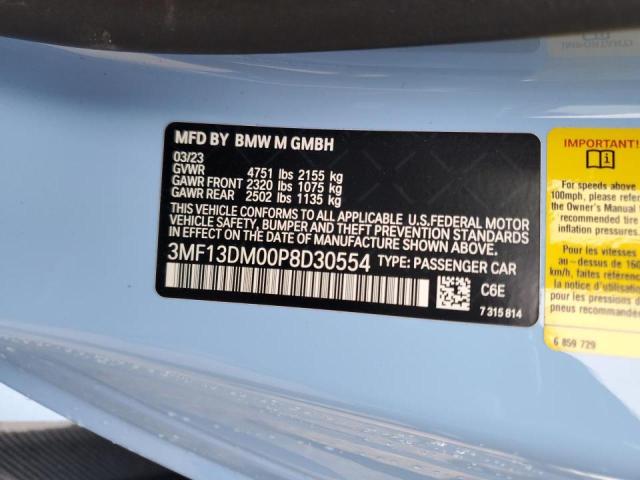 MFD BY BMW M GMBH
03/23
GVWR 4751 lbs 2155 kg
GAWR FRONT 2320 lbs 1075 kg
GAWR REAR 2502 lbs 1135 kg
THIS VEHICLE CONFORMS TO ALL APPLICABLE U.S.FEDERAL MOTOR
VEHICLE SAFETY, BUMPER AND THEFT PREVENTION STANDARDS
IN EFFECT ON THE DATE OF MANUFACTURE SHOWN ABOVE.
3MF13DM00P8D30554 TYPE: PASSENGER CAR
C6E
7 315 814
IMPORTANT!
For speeds above
100mph, please refer
the Owner's Manual
recommended tire
inflation pressures.
Pour les vitesses
au-dessus de 160
km/h, faites référence
la notice d'utilisation
pour les pressions de
pneus recommandées
6 859 729